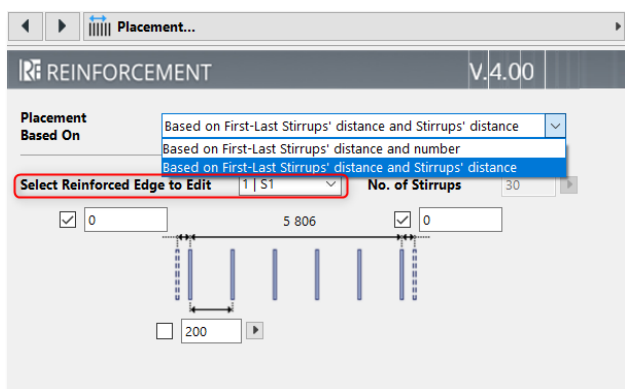 Placement...
REINFORCEMENT V.4.00
Placement
Based On
Based on First-Last Stirrups' distance and Stirrups' distance
Based on First-Last Stirrups' distance and number
Based on First-Last Stirrups' distance and Stirrups' distance
Select Reinforced Edge to Edit 1 | S1 No. of Stirrups 30
0 5 806 0
200